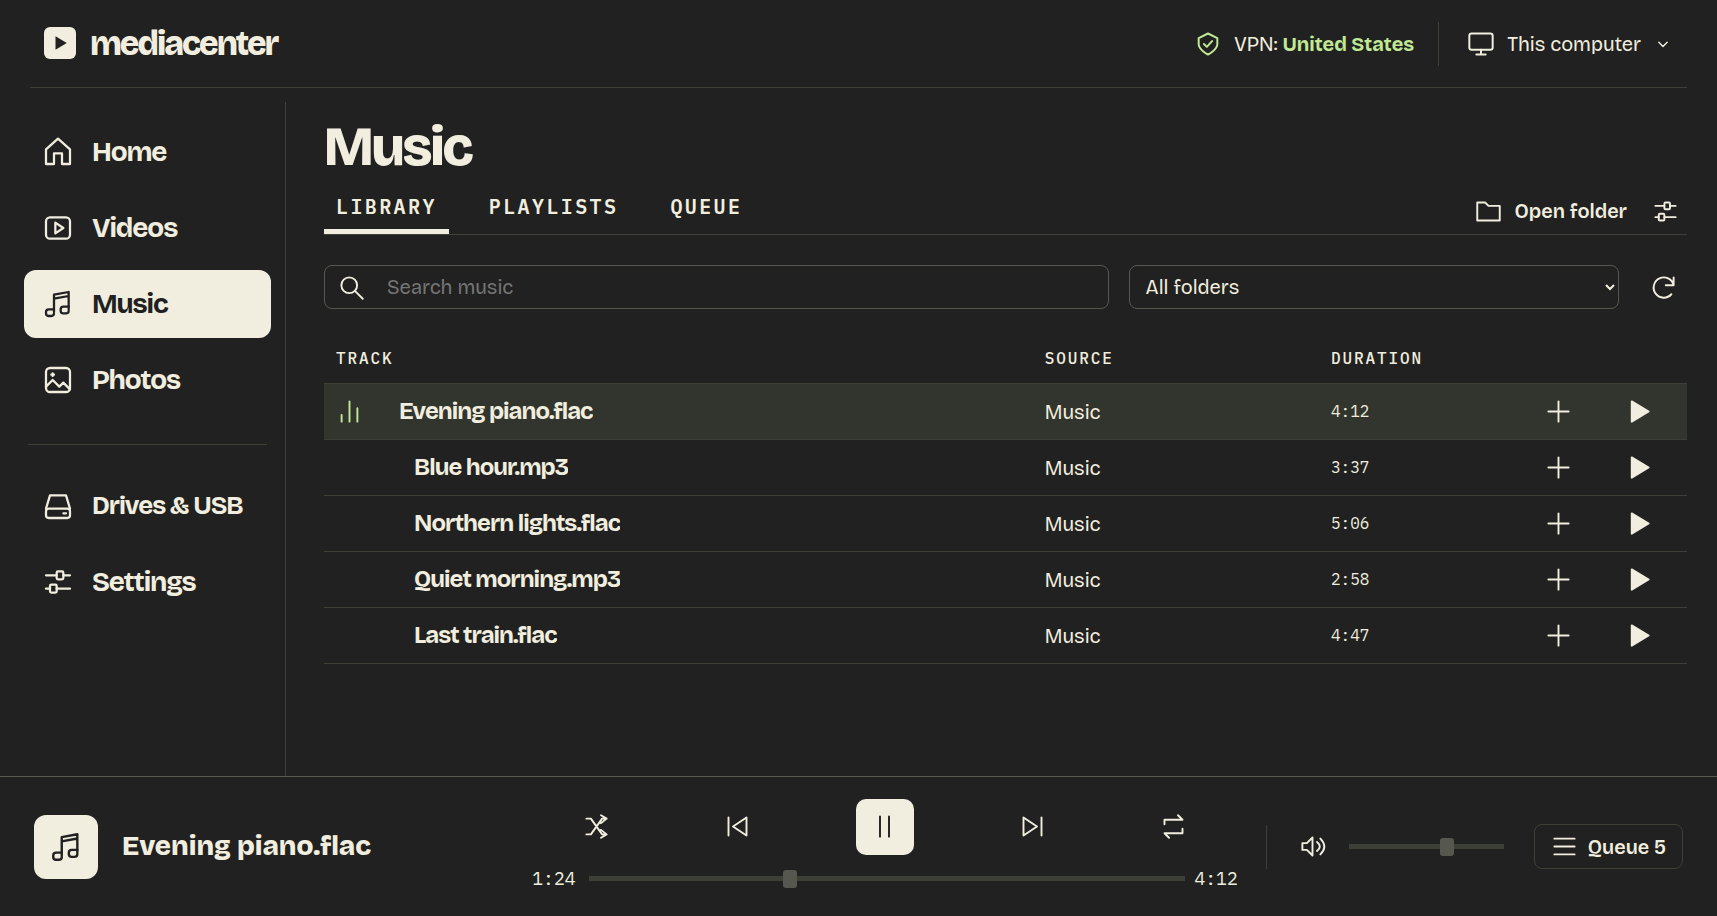 mediacenter
VPN: United States
This computer
Home
Videos
Music
Photos
Drives & USB
Settings
Music
LIBRARY PLAYLISTS QUEUE
Open folder
Search music
All folders
TRACK SOURCE DURATION
Evening piano.flac Music 4:12
Blue hour.mp3 Music 3:37
Northern lights.flac Music 5:06
Quiet morning.mp3 Music 2:58
Last train.flac Music 4:47
Evening piano.flac
1:24 4:12
Queue 5